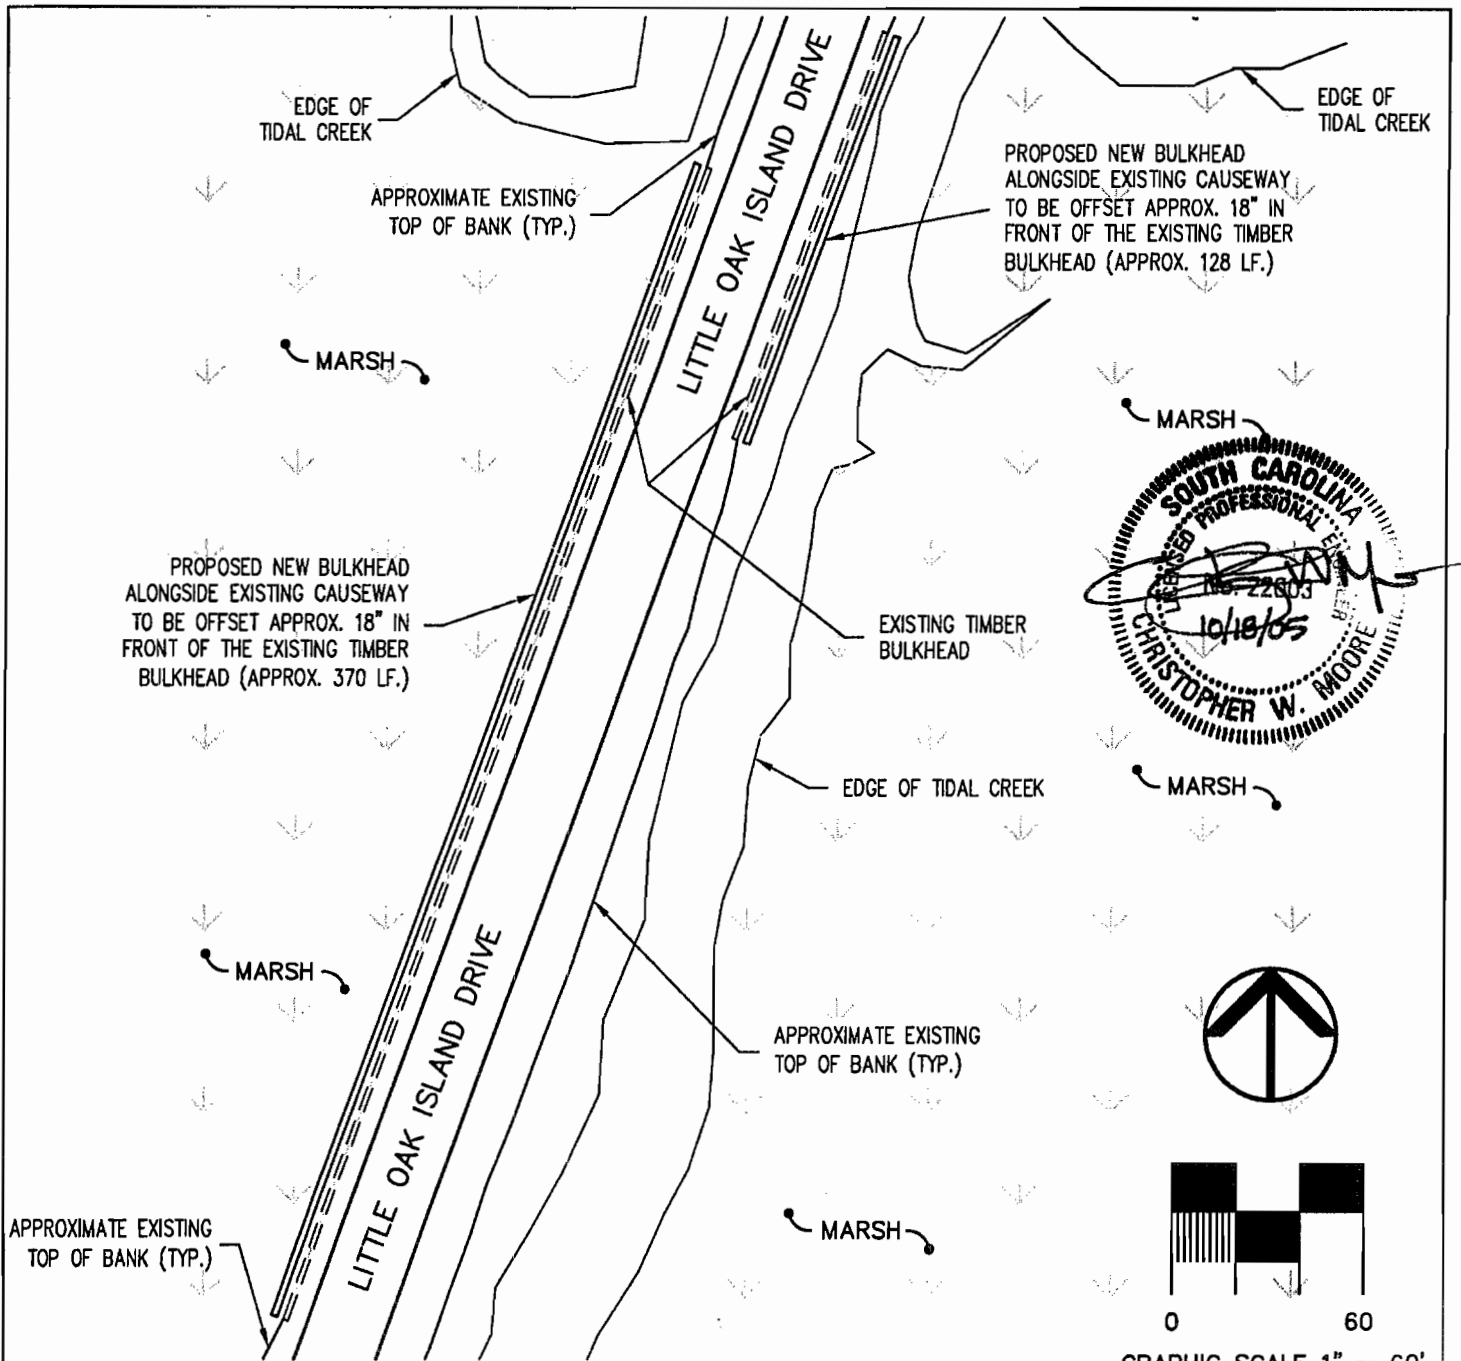 EDGE OF
TIDAL CREEK
EDGE OF
TIDAL CREEK
APPROXIMATE EXISTING
TOP OF BANK (TYP.)
LITTLE OAK ISLAND DRIVE
PROPOSED NEW BULKHEAD
ALONGSIDE EXISTING CAUSEWAY
TO BE OFFSET APPROX. 18" IN
FRONT OF THE EXISTING TIMBER
BULKHEAD (APPROX. 128 LF.)
MARSH
MARSH
SOUTH CAROLINA
LICENSED PROFESSIONAL ENGINEER
No. 22603
10/18/05
CHRISTOPHER W. MOORE
PROPOSED NEW BULKHEAD
ALONGSIDE EXISTING CAUSEWAY
TO BE OFFSET APPROX. 18" IN
FRONT OF THE EXISTING TIMBER
BULKHEAD (APPROX. 370 LF.)
EXISTING TIMBER
BULKHEAD
EDGE OF TIDAL CREEK
MARSH
MARSH
LITTLE OAK ISLAND DRIVE
APPROXIMATE EXISTING
TOP OF BANK (TYP.)
APPROXIMATE EXISTING
TOP OF BANK (TYP.)
MARSH
0 60
GRAPHIC SCALE 1" = 60'